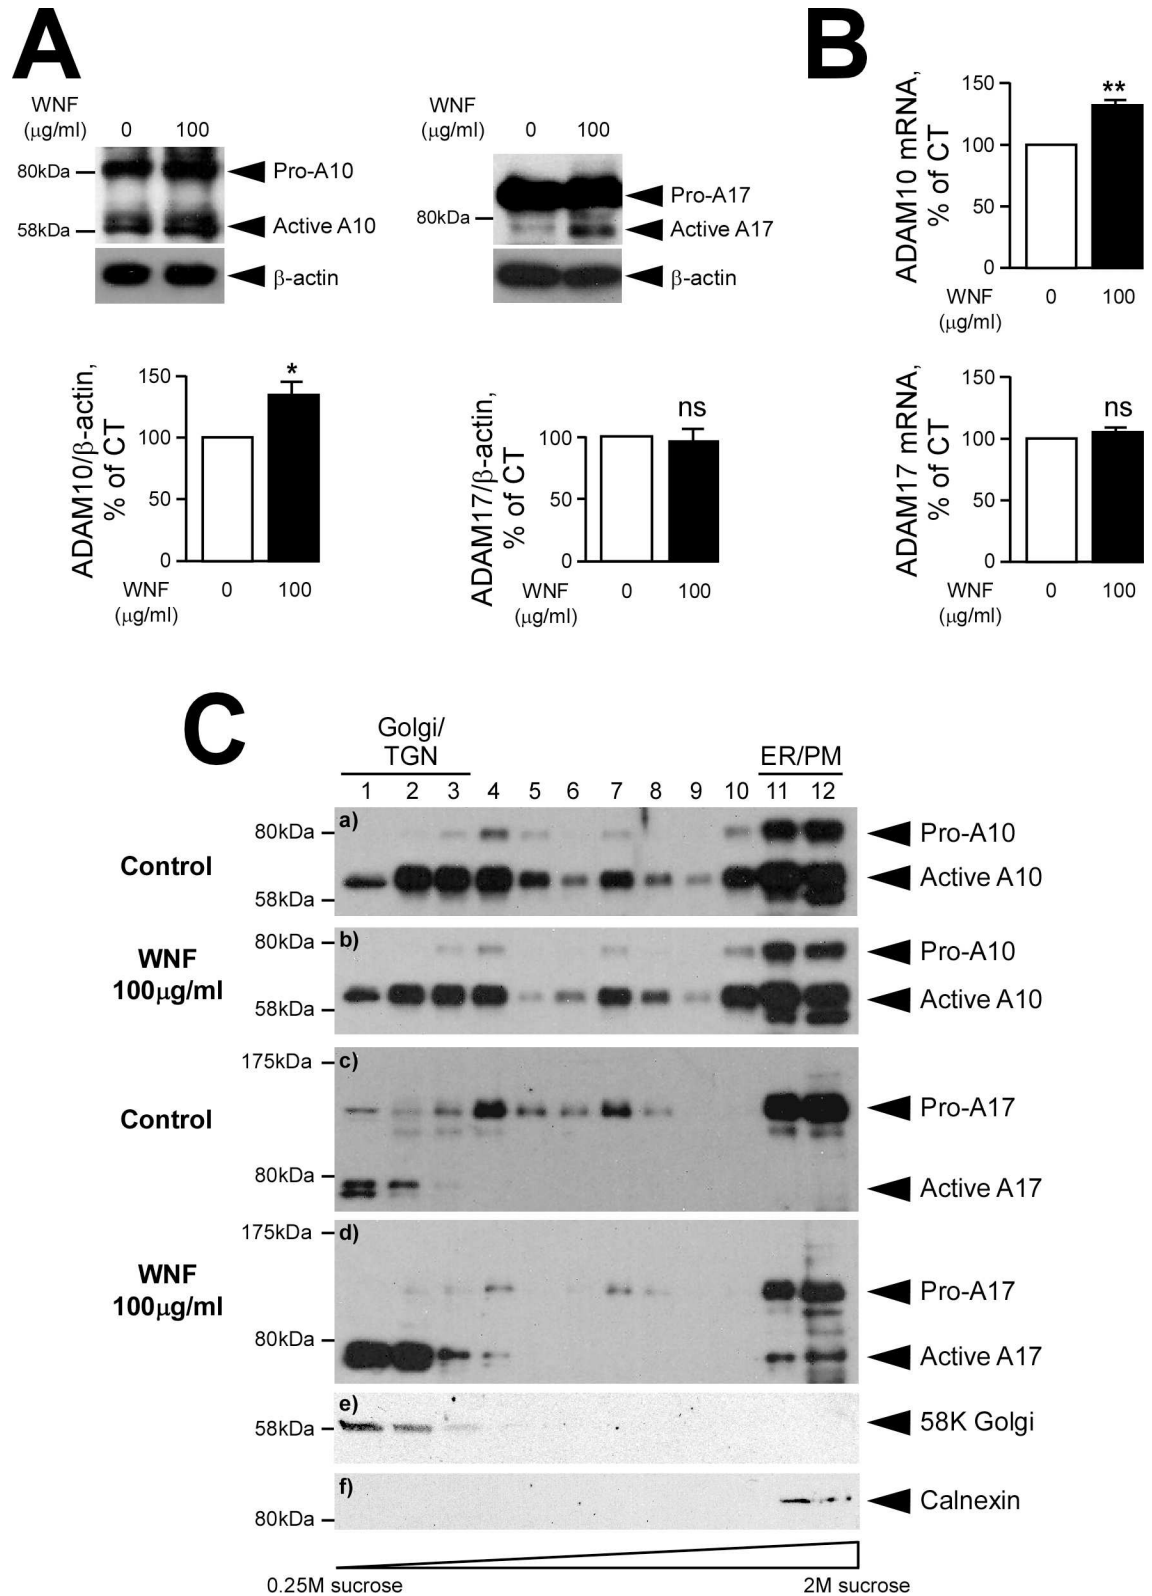 A
WNF
(μg/ml) 0 100
80kDa
Pro-A10
58kDa
Active A10
β-actin
WNF
(μg/ml) 0 100
Pro-A17
80kDa
Active A17
β-actin
ADAM10/β-actin,
% of CT
150
100
50
0
*
WNF
(μg/ml)
0 100
ADAM17/β-actin,
% of CT
100
50
0
ns
WNF
(μg/ml)
0 100
B
ADAM10 mRNA,
% of CT
150
100
50
0
**
WNF
(μg/ml)
0 100
ADAM17 mRNA,
% of CT
150
100
50
0
ns
WNF
(μg/ml)
0 100
C
Golgi/
TGN
ER/PM
1 2 3 4 5 6 7 8 9 10 11 12
Control
a)
80kDa
Pro-A10
Active A10
58kDa
WNF
100μg/ml
b)
80kDa
Pro-A10
Active A10
58kDa
Control
175kDa
c)
Pro-A17
80kDa
Active A17
WNF
100μg/ml
175kDa
d)
Pro-A17
80kDa
Active A17
e)
58kDa
58K Golgi
f)
Calnexin
80kDa
0.25M sucrose
2M sucrose